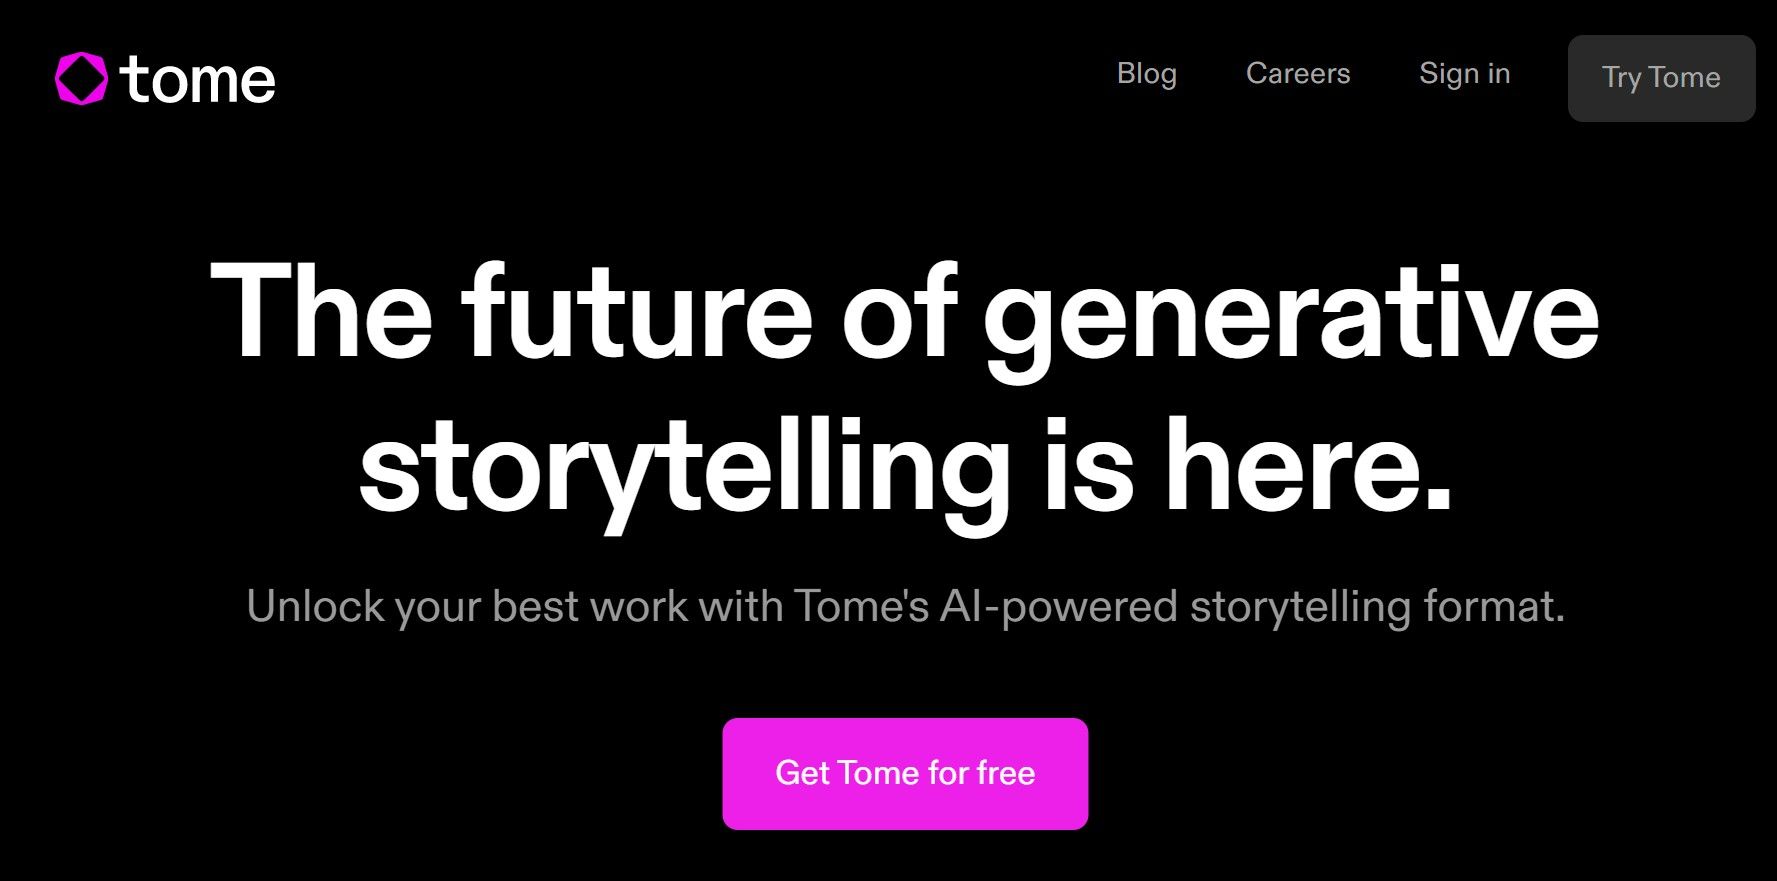 tome
Blog
Careers
Sign in
Try Tome
The future of generative
storytelling is here.
Unlock your best work with Tome's AI-powered storytelling format.
Get Tome for free